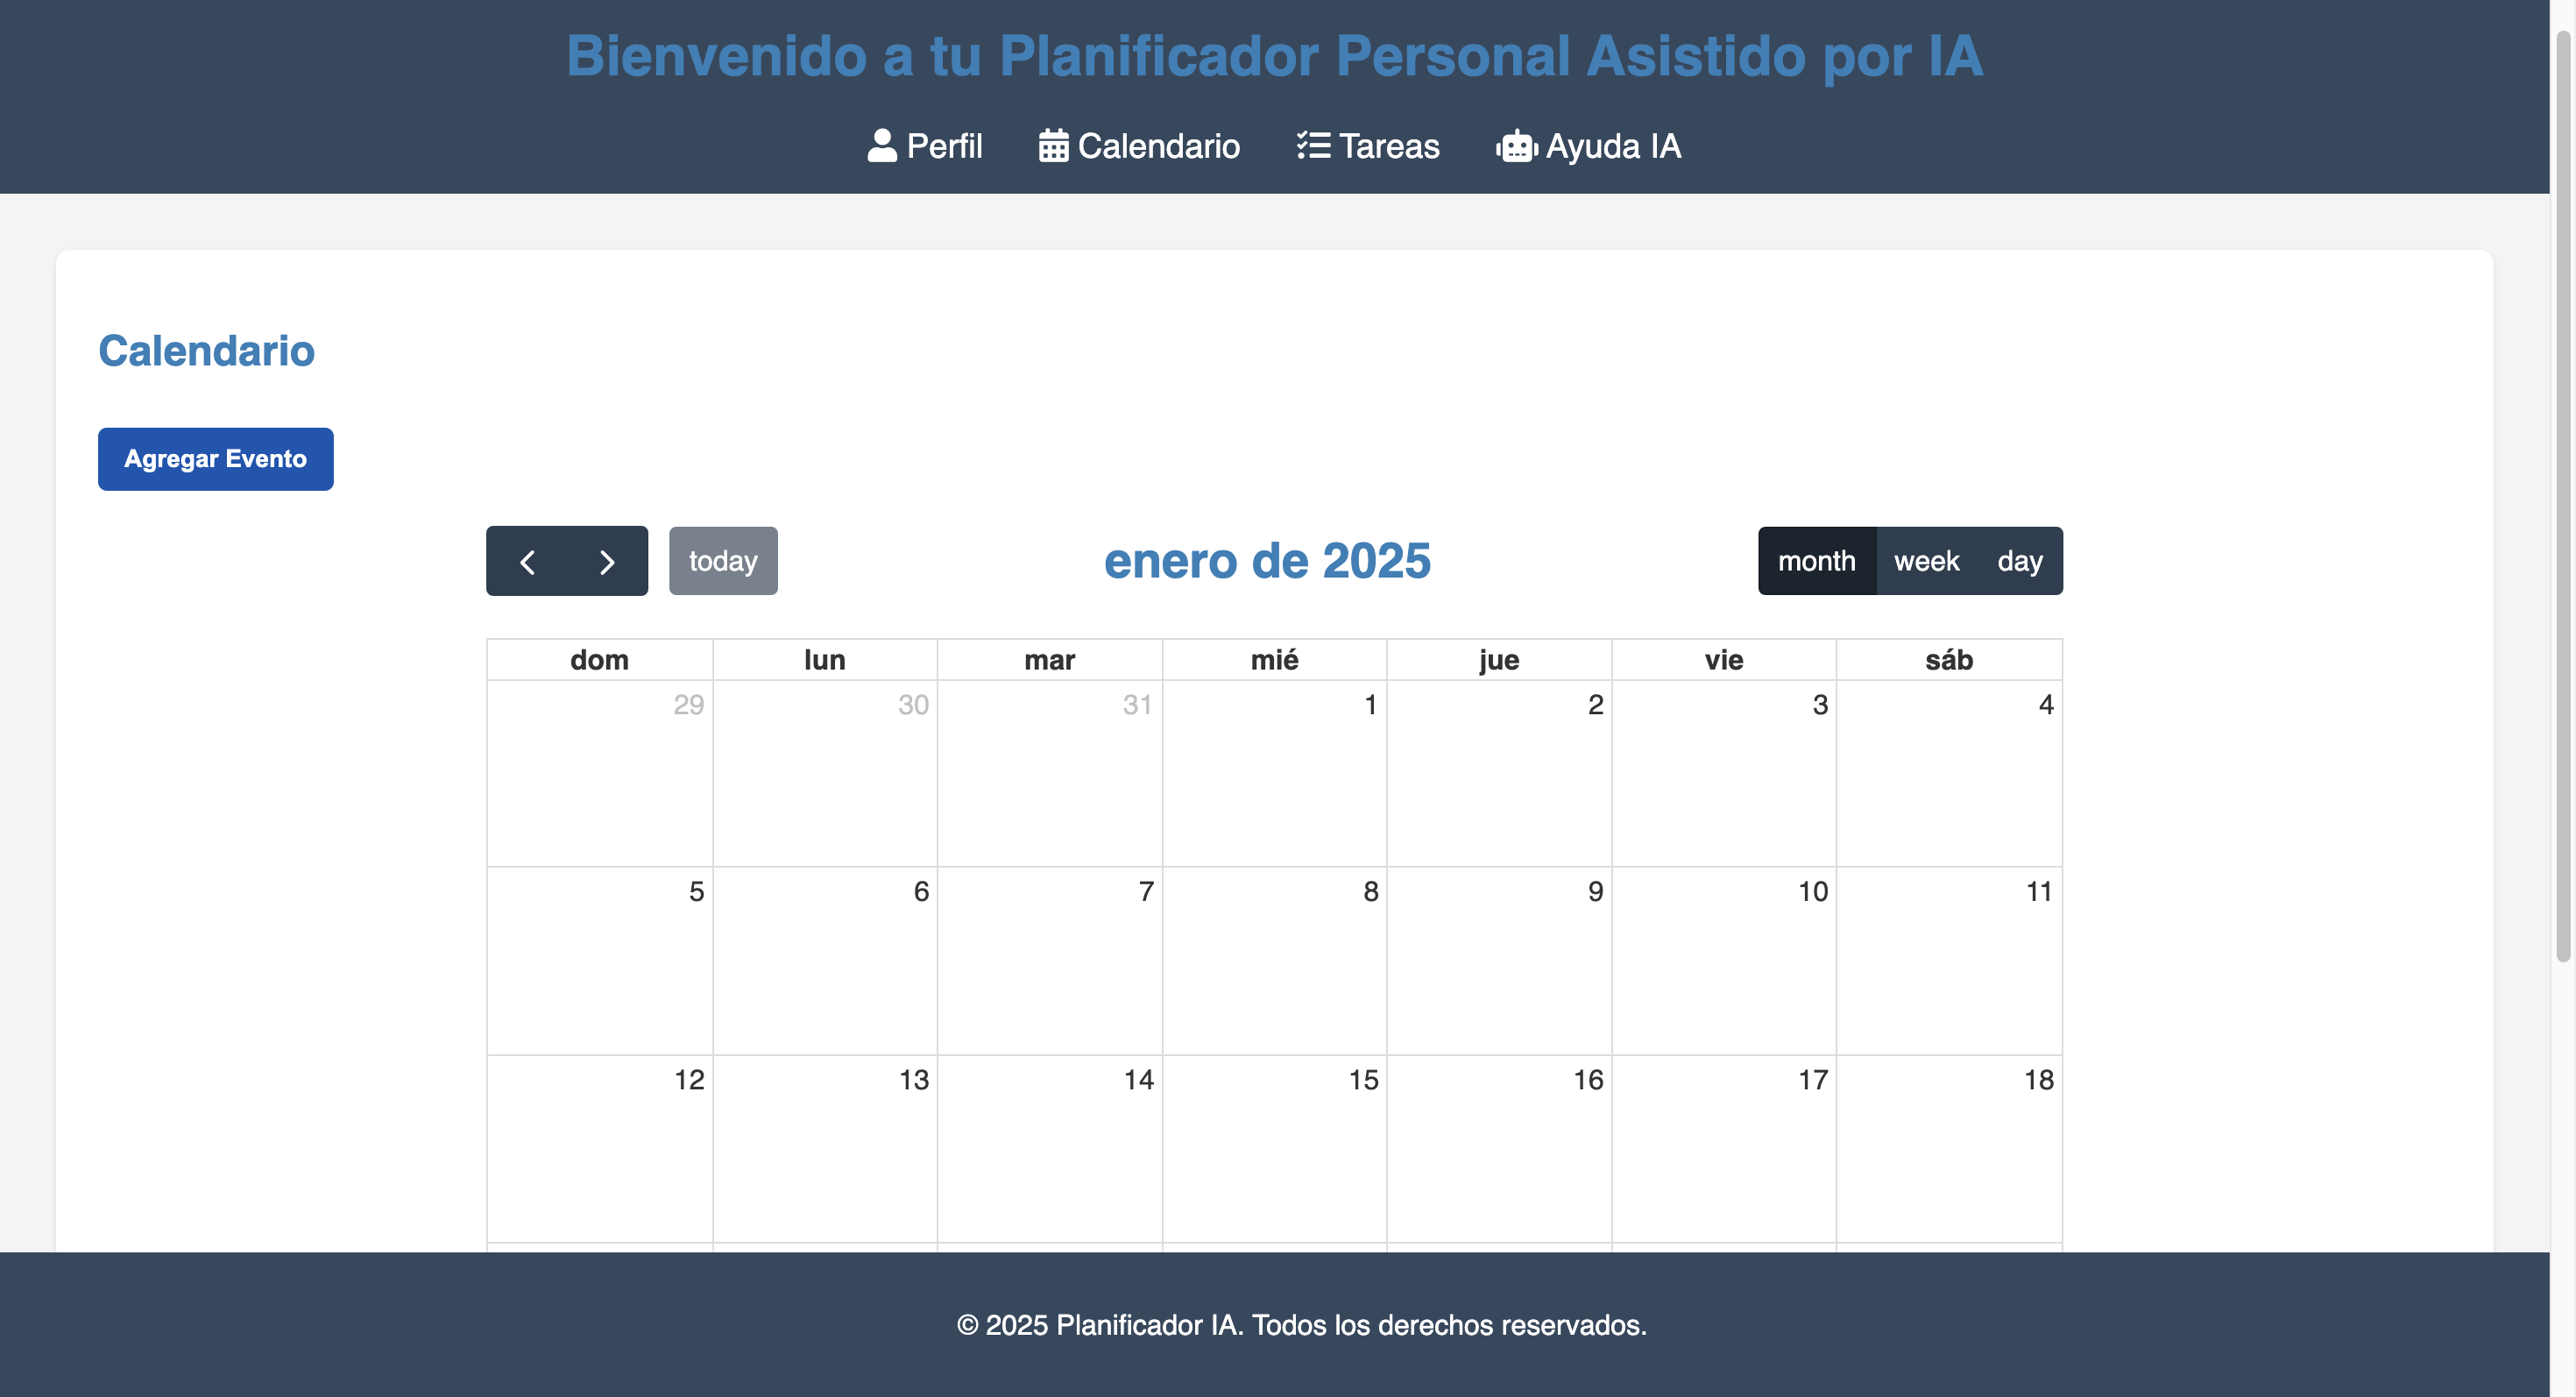 Bienvenido a tu Planificador Personal Asistido por IA
Perfil Calendario Tareas Ayuda IA
Calendario
Agregar Evento
today enero de 2025 month week day
dom lun mar mié jue vie sáb
29 30 31 1 2 3 4
5 6 7 8 9 10 11
12 13 14 15 16 17 18
© 2025 Planificador IA. Todos los derechos reservados.